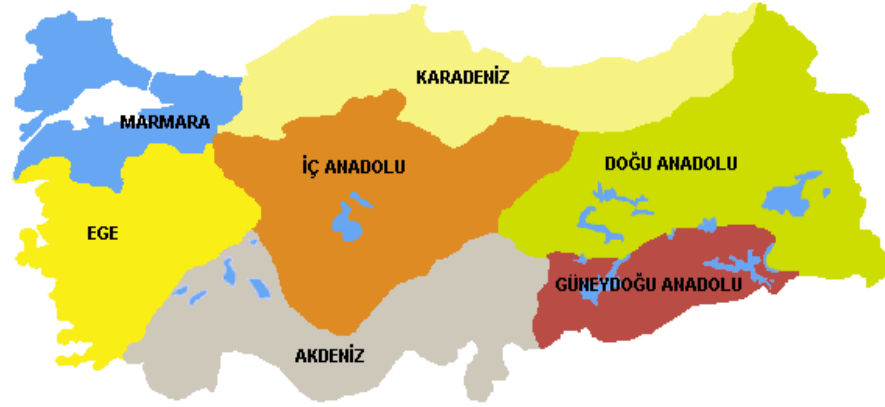 KARADENİZ
MARMARA
İÇ ANADOLU
DOĞU ANADOLU
EGE
GÜNEYDOĞU ANADOLU
AKDENİZ